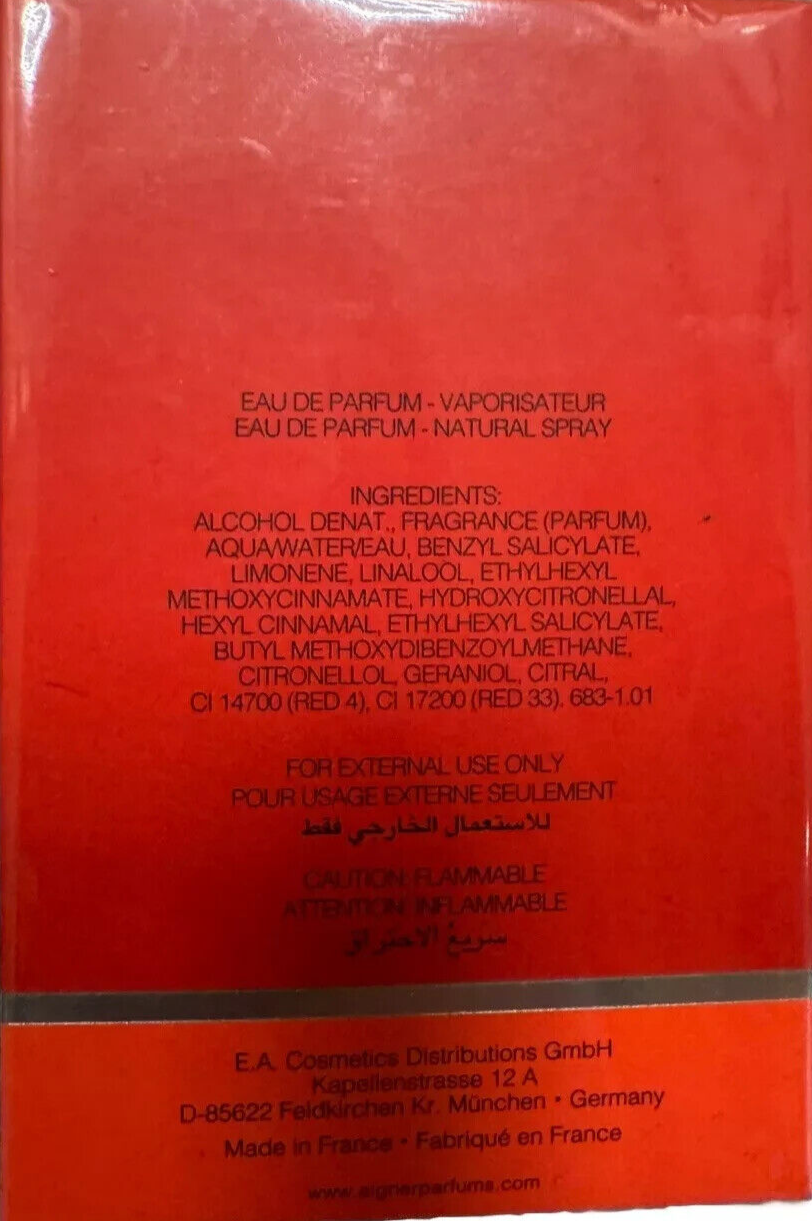 EAU DE PARFUM - VAPORISATEUR
EAU DE PARFUM - NATURAL SPRAY
INGREDIENTS:
ALCOHOL DENAT., FRAGRANCE (PARFUM),
AQUA/WATER/EAU, BENZYL SALICYLATE,
LIMONENE, LINALOOL, ETHYLHEXYL
METHOXYCINNAMATE, HYDROXYCITRONELLAL,
HEXYL CINNAMAL, ETHYLHEXYL SALICYLATE,
BUTYL METHOXYDIBENZOYLMETHANE,
CITRONELLOL, GERANIOL, CITRAL,
CI 14700 (RED 4), CI 17200 (RED 33). 683-1.01
FOR EXTERNAL USE ONLY
POUR USAGE EXTERNE SEULEMENT
للاستعمال الخارجي فقط
CAUTION: FLAMMABLE
ATTENTION: INFLAMMABLE
سريع الاحتراق
E.A. Cosmetics Distributions GmbH
Kapellenstrasse 12 A
D-85622 Feldkirchen Kr. München • Germany
Made in France • Fabriqué en France
www.aignerparfums.com